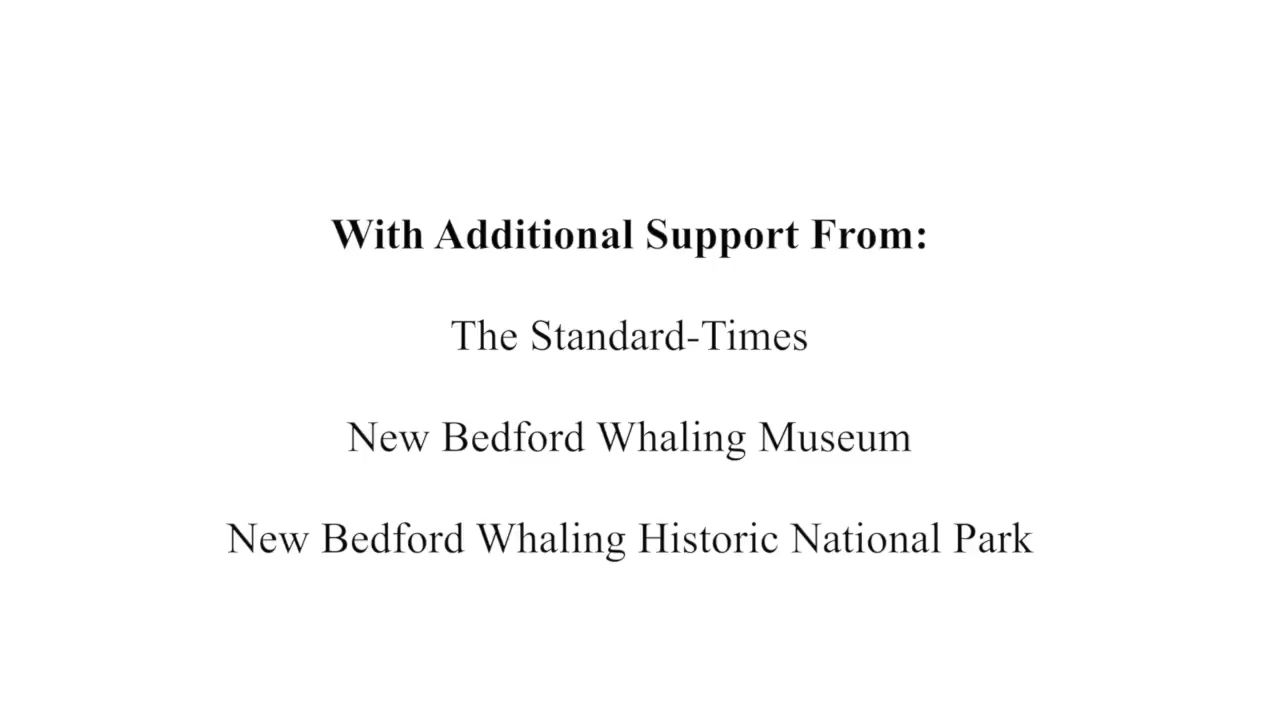 With Additional Support From:
The Standard-Times
New Bedford Whaling Museum
New Bedford Whaling Historic National Park